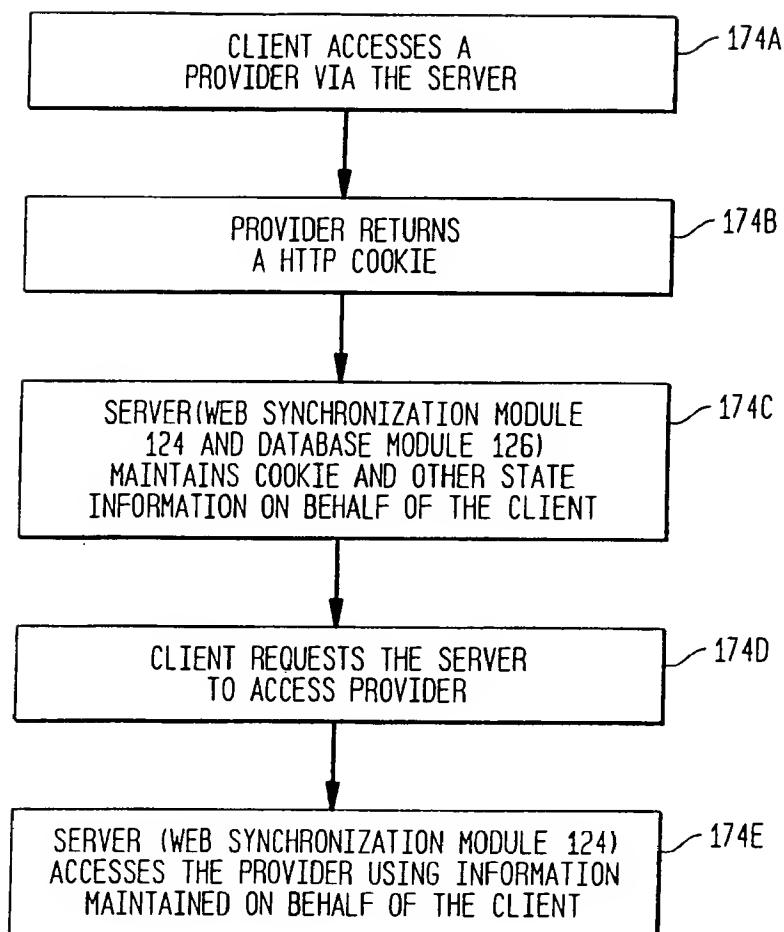 CLIENT ACCESSES A
PROVIDER VIA THE SERVER
174A
PROVIDER RETURNS
A HTTP COOKIE
174B
SERVER(WEB SYNCHRONIZATION MODULE
124 AND DATABASE MODULE 126)
MAINTAINS COOKIE AND OTHER STATE
INFORMATION ON BEHALF OF THE CLIENT
174C
CLIENT REQUESTS THE SERVER
TO ACCESS PROVIDER
174D
SERVER (WEB SYNCHRONIZATION MODULE 124)
ACCESSES THE PROVIDER USING INFORMATION
MAINTAINED ON BEHALF OF THE CLIENT
174E